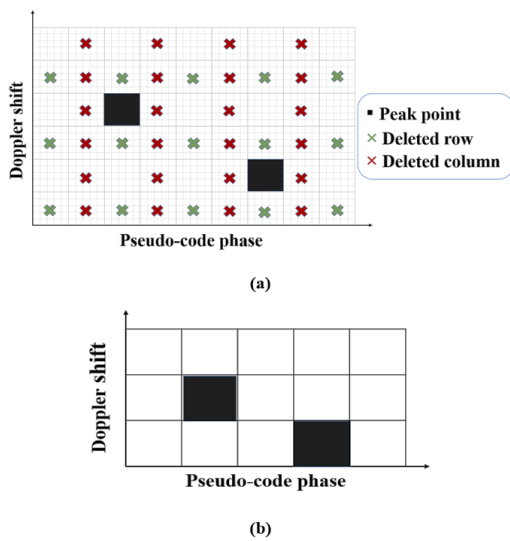 Doppler shift
Pseudo-code phase
Peak point
Deleted row
Deleted column
(a)
Doppler shift
Pseudo-code phase
(b)